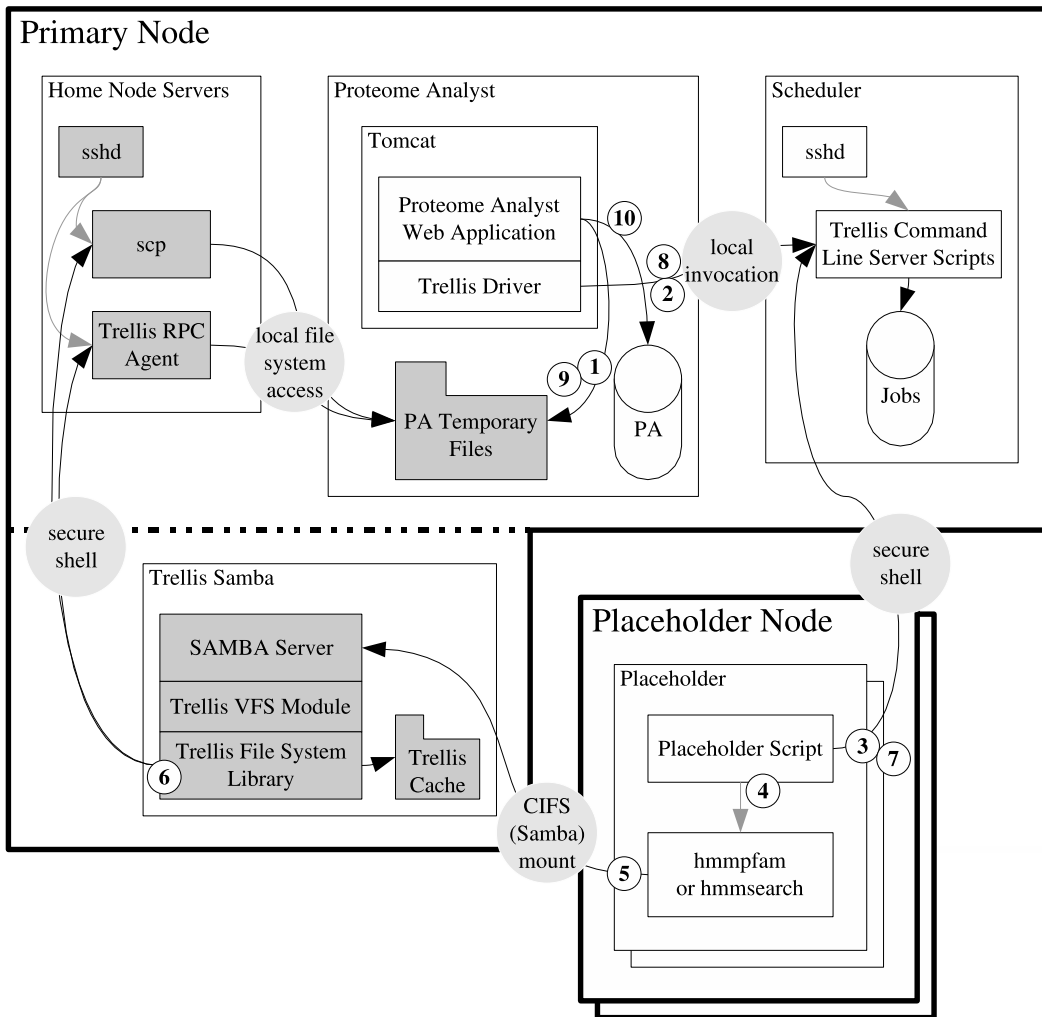 Primary Node
Home Node Servers
sshd
scp
Trellis RPC
Agent
Proteome Analyst
Tomcat
Proteome Analyst
Web Application
Trellis Driver
10
8
2
local
invocation
Scheduler
sshd
Trellis Command
Line Server Scripts
Jobs
local file
system
access
9
1
PA Temporary
Files
PA
secure
shell
secure
shell
Trellis Samba
SAMBA Server
Trellis VFS Module
Trellis File System
Library
6
Trellis
Cache
CIFS
(Samba)
mount
Placeholder Node
Placeholder
Placeholder Script
3
7
4
hmmpfam
or hmmsearch
5